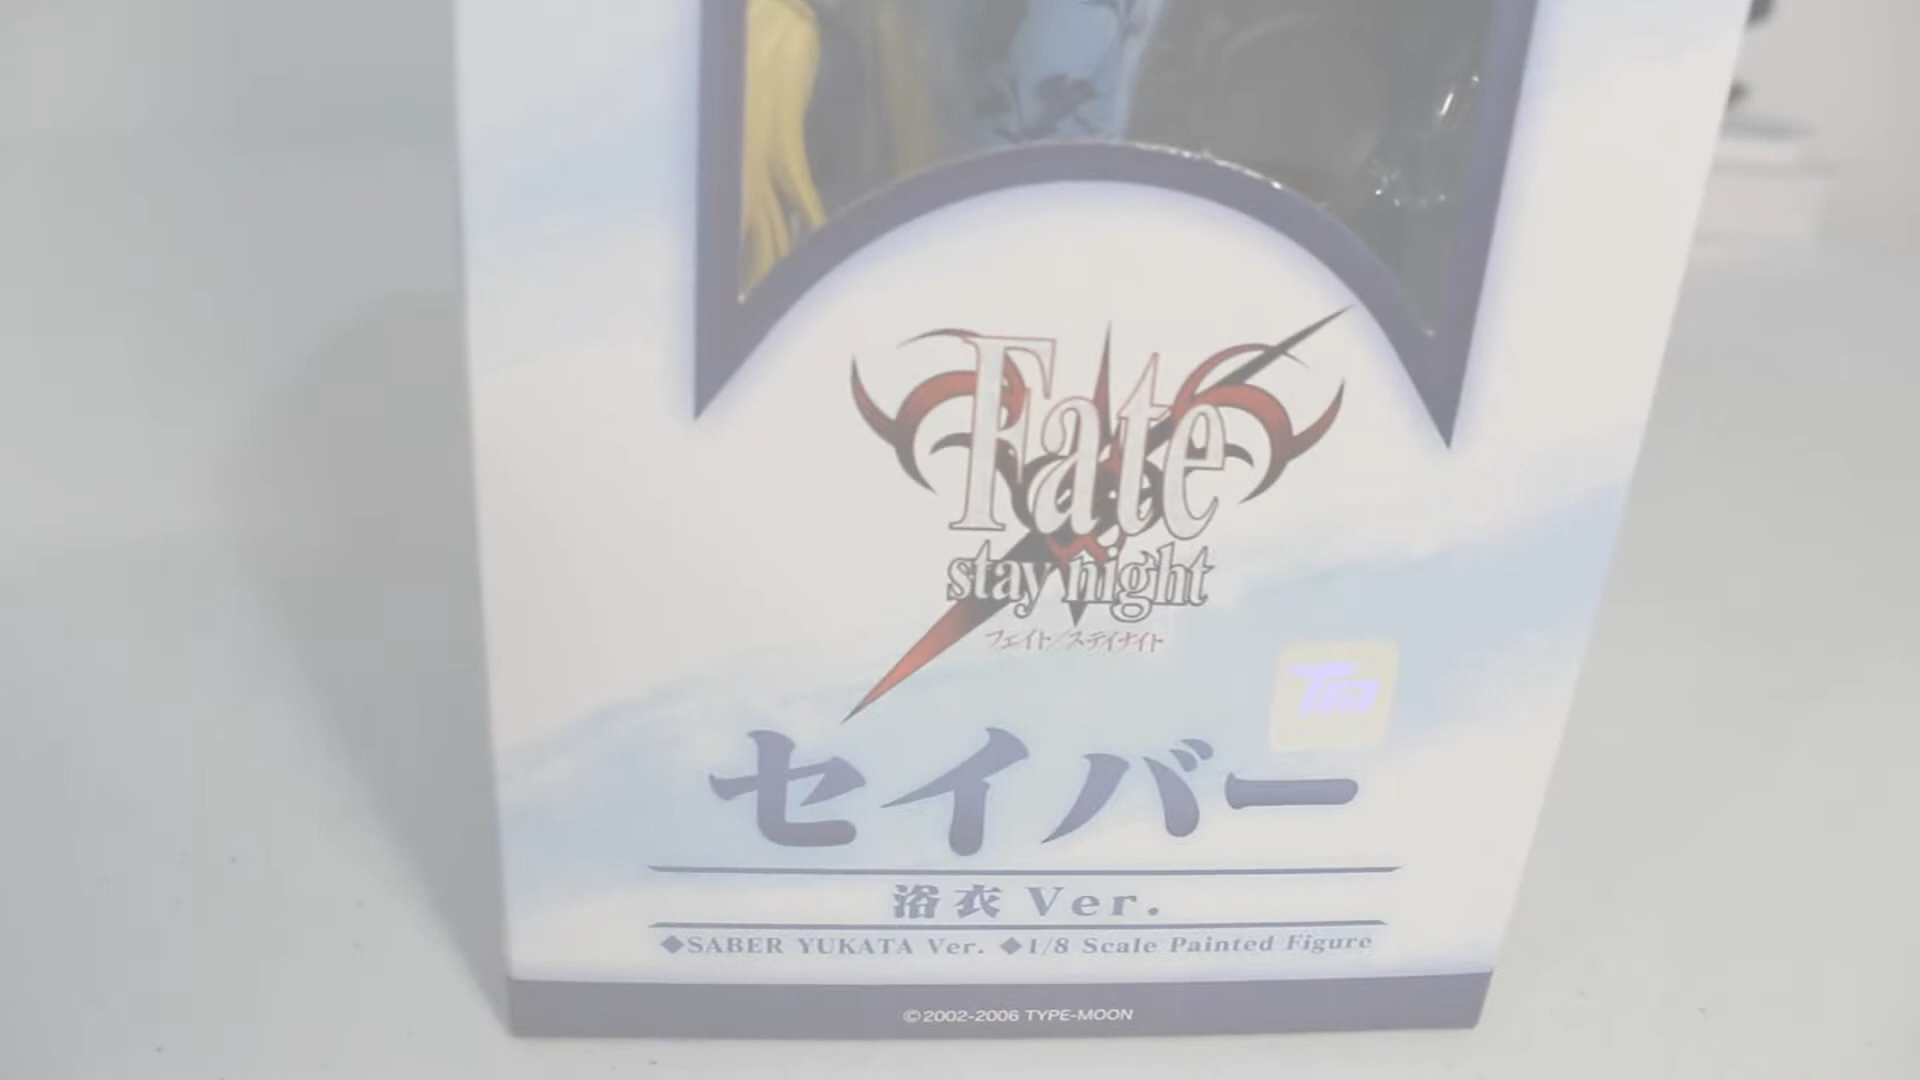 Fate
stay night
フェイト/ステイナイト
TM
セイバー
浴衣 Ver.
◆SABER YUKATA Ver. ◆1/8 Scale Painted Figure
©2002-2006 TYPE-MOON